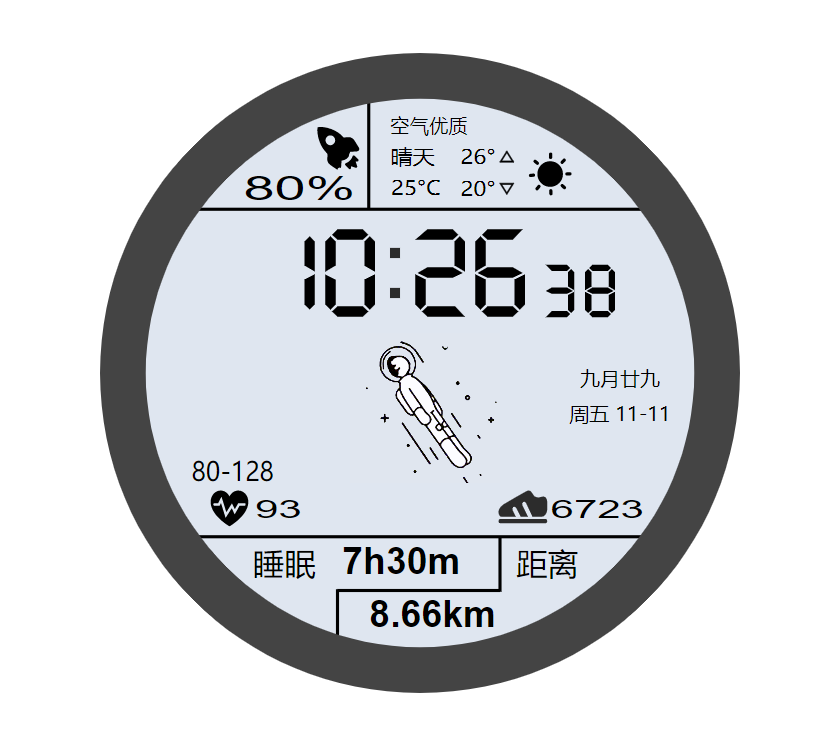 空气优质
晴天 26°△
80% 25°C 20°▽
10:26 38
九月廿九
周五 11-11
80-128
93 6723
睡眠 7h30m 距离
8.66km